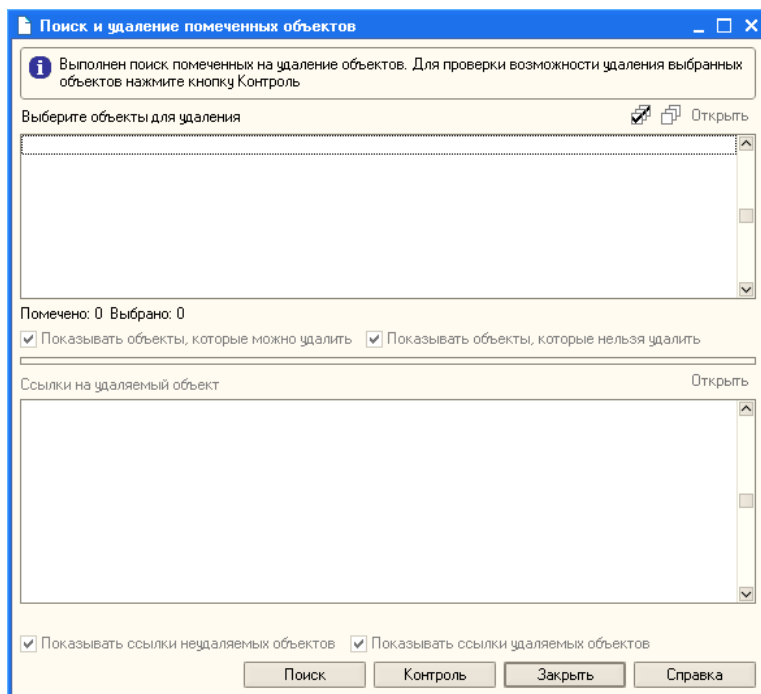 Поиск и удаление помеченных объектов
Выполнен поиск помеченных на удаление объектов. Для проверки возможности удаления выбранных
объектов нажмите кнопку Контроль
Выберите объекты для удаления Открыть
Помечено: 0 Выбрано: 0
Показывать объекты, которые можно удалить Показывать объекты, которые нельзя удалить
Ссылки на удаляемый объект Открыть
Показывать ссылки неудаляемых объектов Показывать ссылки удаляемых объектов
Поиск Контроль Закрыть Справка